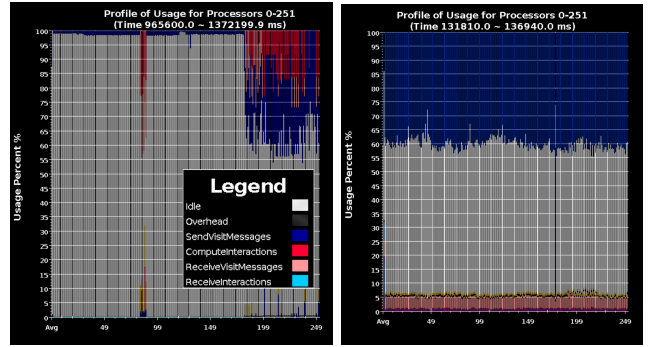 Profile of Usage for Processors 0-251
(Time 965600.0 ~ 1372199.9 ms)
Usage Percent %
100
95
90
85
80
75
70
65
60
55
50
45
40
35
30
25
20
15
10
5
0
Avg 49 99 149 199 249
Legend
Idle
Overhead
SendVisitMessages
ComputeInteractions
ReceiveVisitMessages
ReceiveInteractions
Profile of Usage for Processors 0-251
(Time 131810.0 ~ 136940.0 ms)
Usage Percent %
100
95
90
85
80
75
70
65
60
55
50
45
40
35
30
25
20
15
10
5
0
Avg 49 99 149 199 249